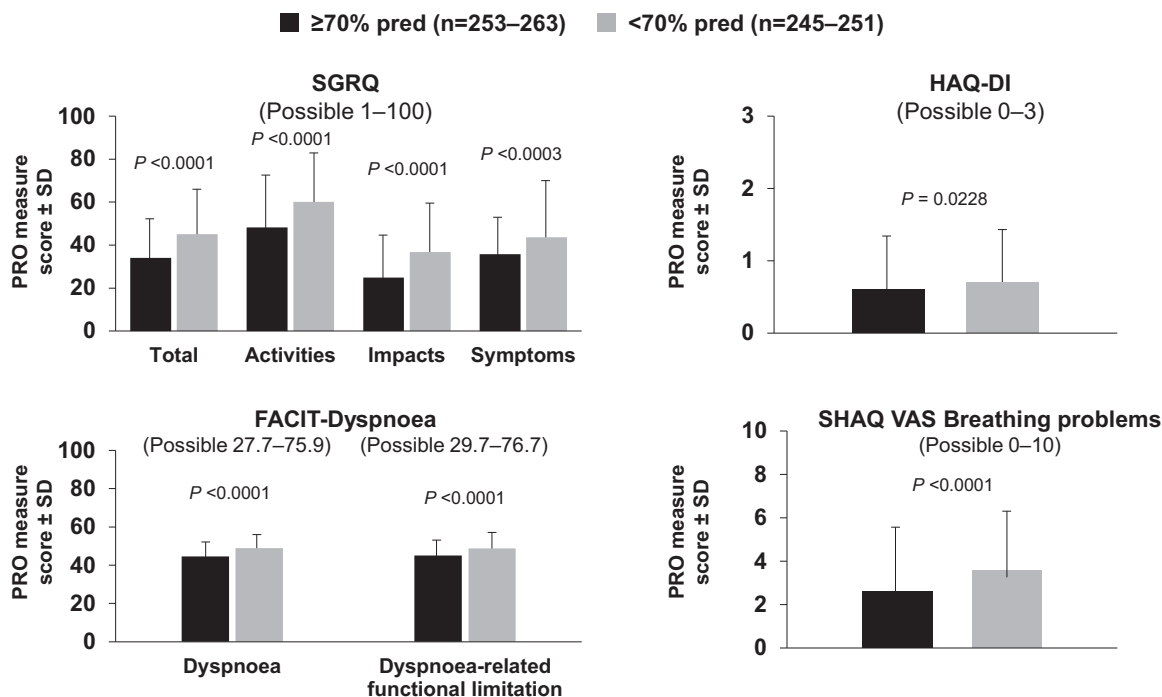 ≥70% pred (n=253–263)
<70% pred (n=245–251)
SGRQ
(Possible 1–100)
PRO measure
score ± SD
100
80
60
40
20
0
P <0.0001
P <0.0001
P <0.0001
P <0.0003
Total
Activities
Impacts
Symptoms
HAQ-DI
(Possible 0–3)
PRO measure
score ± SD
3
2
1
0
P = 0.0228
FACIT-Dyspnoea
(Possible 27.7–75.9)
(Possible 29.7–76.7)
PRO measure
score ± SD
100
80
60
40
20
0
P <0.0001
P <0.0001
Dyspnoea
Dyspnoea-related
functional limitation
SHAQ VAS Breathing problems
(Possible 0–10)
PRO measure
score ± SD
10
8
6
4
2
0
P <0.0001